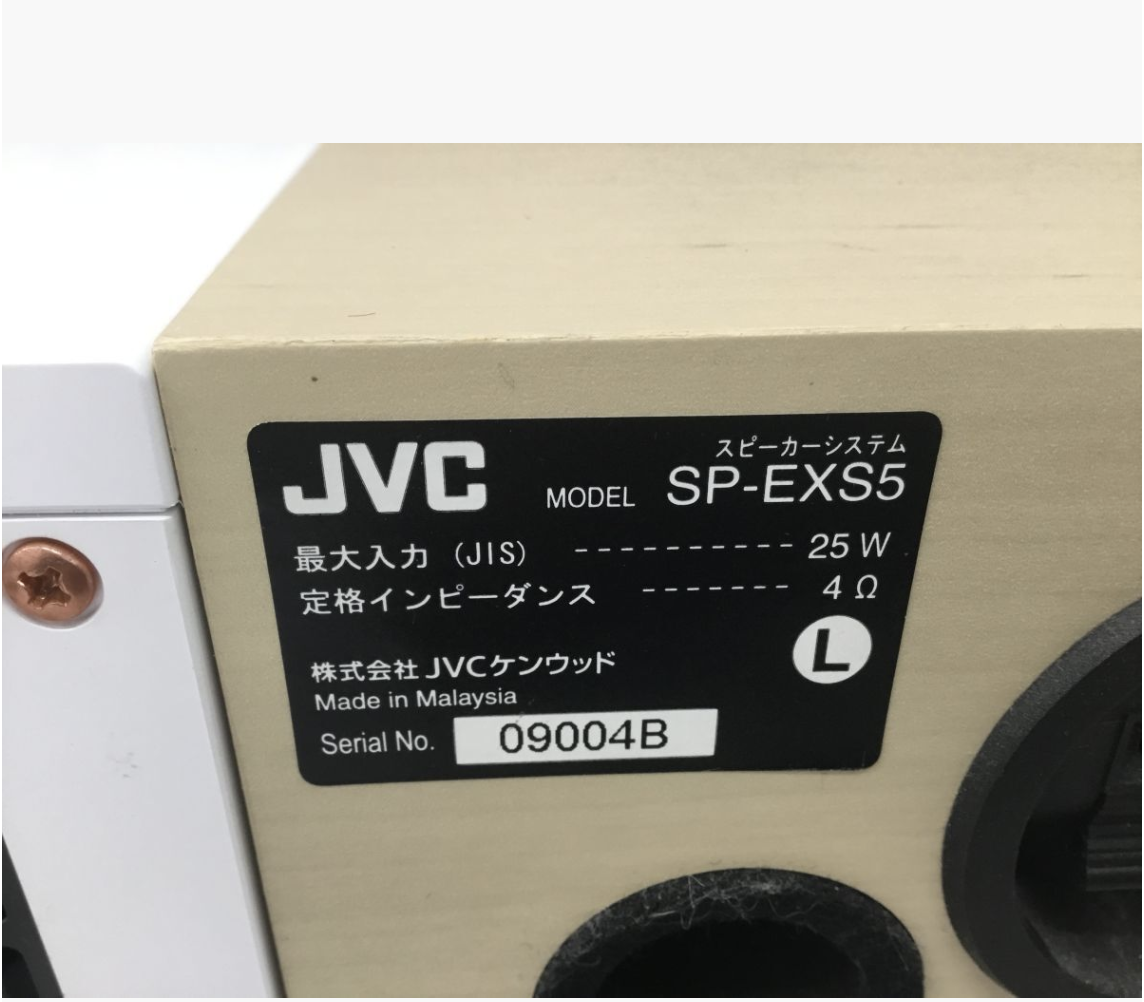 JVC
スピーカーシステム
MODEL SP-EXS5
最大入力 (JIS) ---------- 25 W
定格インピーダンス ------- 4 Ω
L
株式会社 JVCケンウッド
Made in Malaysia
Serial No. 09004B